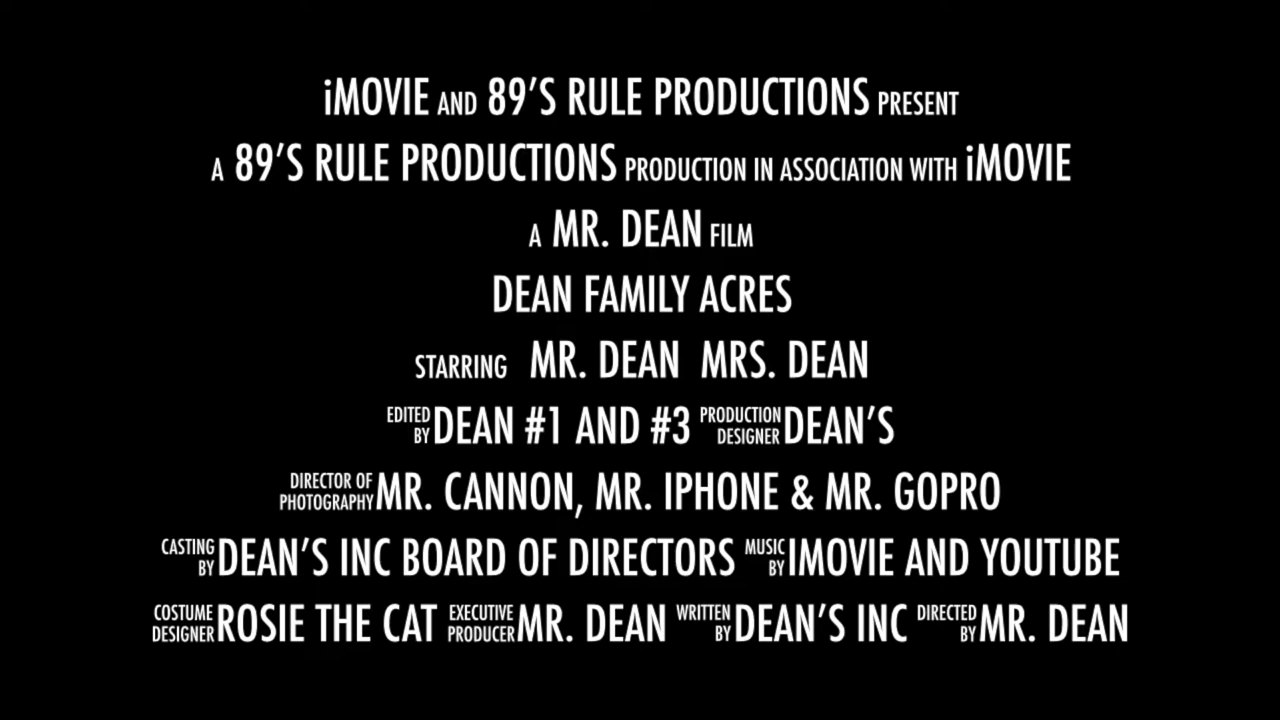 iMOVIE AND 89'S RULE PRODUCTIONS PRESENT
A 89'S RULE PRODUCTIONS PRODUCTION IN ASSOCIATION WITH iMOVIE
A MR. DEAN FILM
DEAN FAMILY ACRES
STARRING MR. DEAN MRS. DEAN
EDITED BY DEAN #1 AND #3 PRODUCTION DESIGNER DEAN'S
DIRECTOR OF PHOTOGRAPHY MR. CANNON, MR. IPHONE & MR. GOPRO
CASTING BY DEAN'S INC BOARD OF DIRECTORS MUSIC BY IMOVIE AND YOUTUBE
COSTUME DESIGNER ROSIE THE CAT EXECUTIVE PRODUCER MR. DEAN WRITTEN BY DEAN'S INC DIRECTED BY MR. DEAN